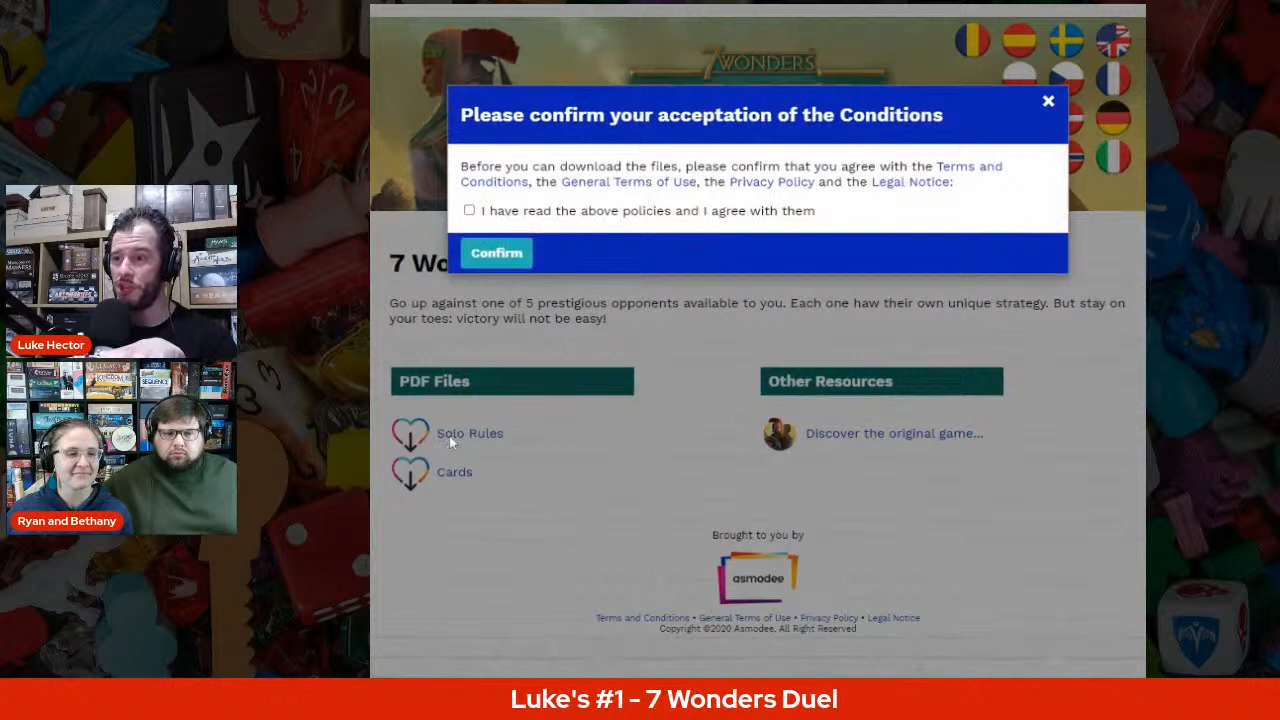 7WONDERS
Please confirm your acceptation of the Conditions
Before you can download the files, please confirm that you agree with the Terms and
Conditions, the General Terms of Use, the Privacy Policy and the Legal Notice:
I have read the above policies and I agree with them
Confirm
7 Wo
Go up against one of 5 prestigious opponents available to you. Each one haw their own unique strategy. But stay on
your toes: victory will not be easy!
PDF Files
Other Resources
Solo Rules
Discover the original game...
Cards
Brought to you by
asmodee
Terms and Conditions • General Terms of Use • Privacy Policy • Legal Notice
Copyright ©2020 Asmodee. All Right Reserved
Luke Hector
SEQUENCE
Ryan and Bethany
Luke's #1 - 7 Wonders Duel